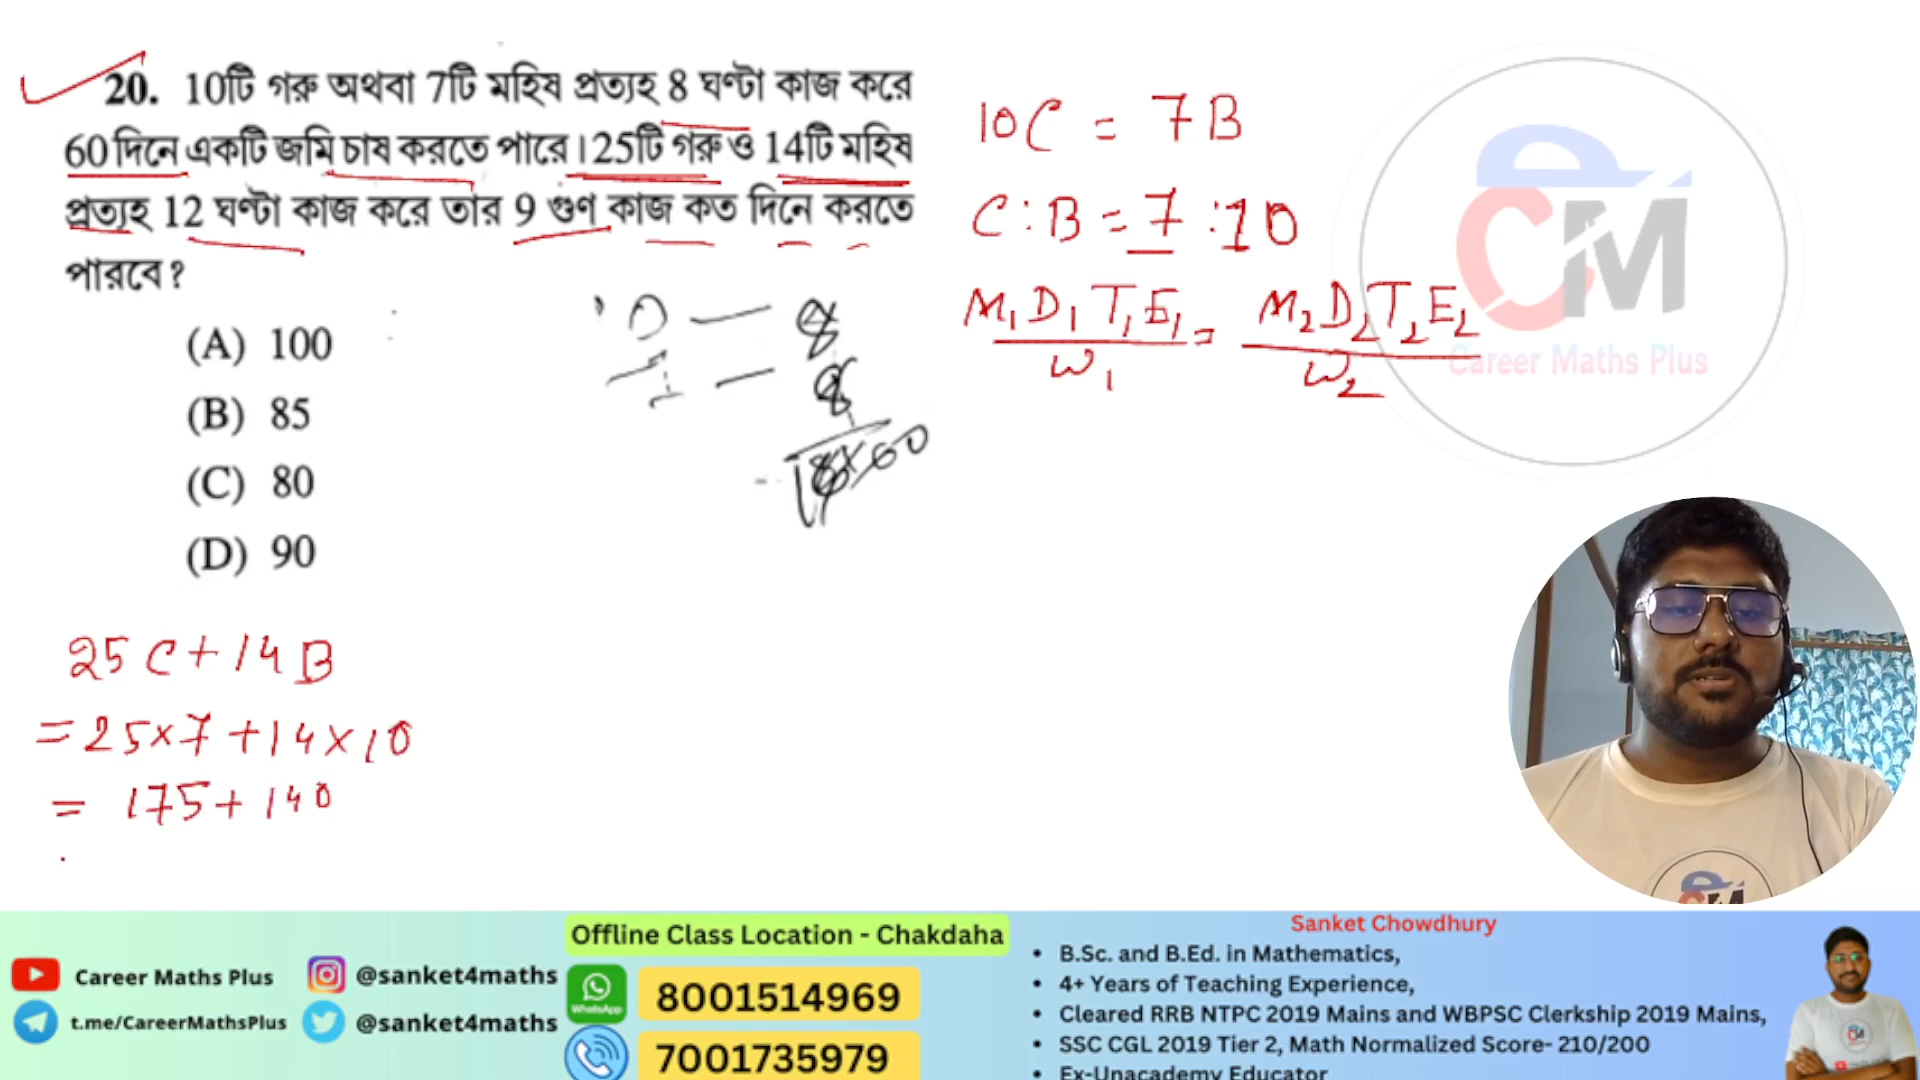 20. 10টি গরু অথবা 7টি মহিষ প্রত্যহ 8 ঘণ্টা কাজ করে
60 দিনে একটি জমি চাষ করতে পারে। 25টি গরু ও 14টি মহিষ
প্রত্যহ 12 ঘণ্টা কাজ করে তার 9 গুণ কাজ কত দিনে করতে
পারবে?
(A) 100
(B) 85
(C) 80
(D) 90
25C+14B
=25×7+14×10
= 175+140
10C = 7B
C:B = 7:10
M₁D₁T₁E₁/W₁ = M₂D₂T₂E₂/W₂
CM
Career Maths Plus
Career Maths Plus
@sanket4maths
t.me/CareerMathsPlus
@sanket4maths
Offline Class Location - Chakdaha
WhatsApp
8001514969
7001735979
Sanket Chowdhury
• B.Sc. and B.Ed. in Mathematics,
• 4+ Years of Teaching Experience,
• Cleared RRB NTPC 2019 Mains and WBPSC Clerkship 2019 Mains,
• SSC CGL 2019 Tier 2, Math Normalized Score- 210/200
• Ex-Unacademy Educator